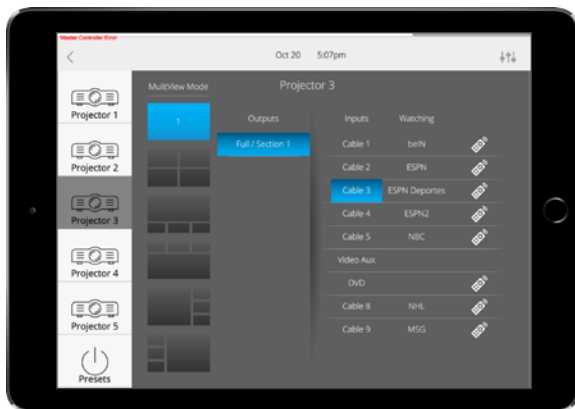 Master Controller Error
Oct 20 5:07pm
Projector 1
Projector 2
Projector 3
Projector 4
Projector 5
Presets
MulitView Mode
1
Projector 3
Outputs
Full / Section 1
Inputs Watching
Cable 1 beIN
Cable 2 ESPN
Cable 3 ESPN Deportes
Cable 4 ESPN2
Cable 5 NBC
Video Aux
DVD
Cable 8 NHL
Cable 9 MSG